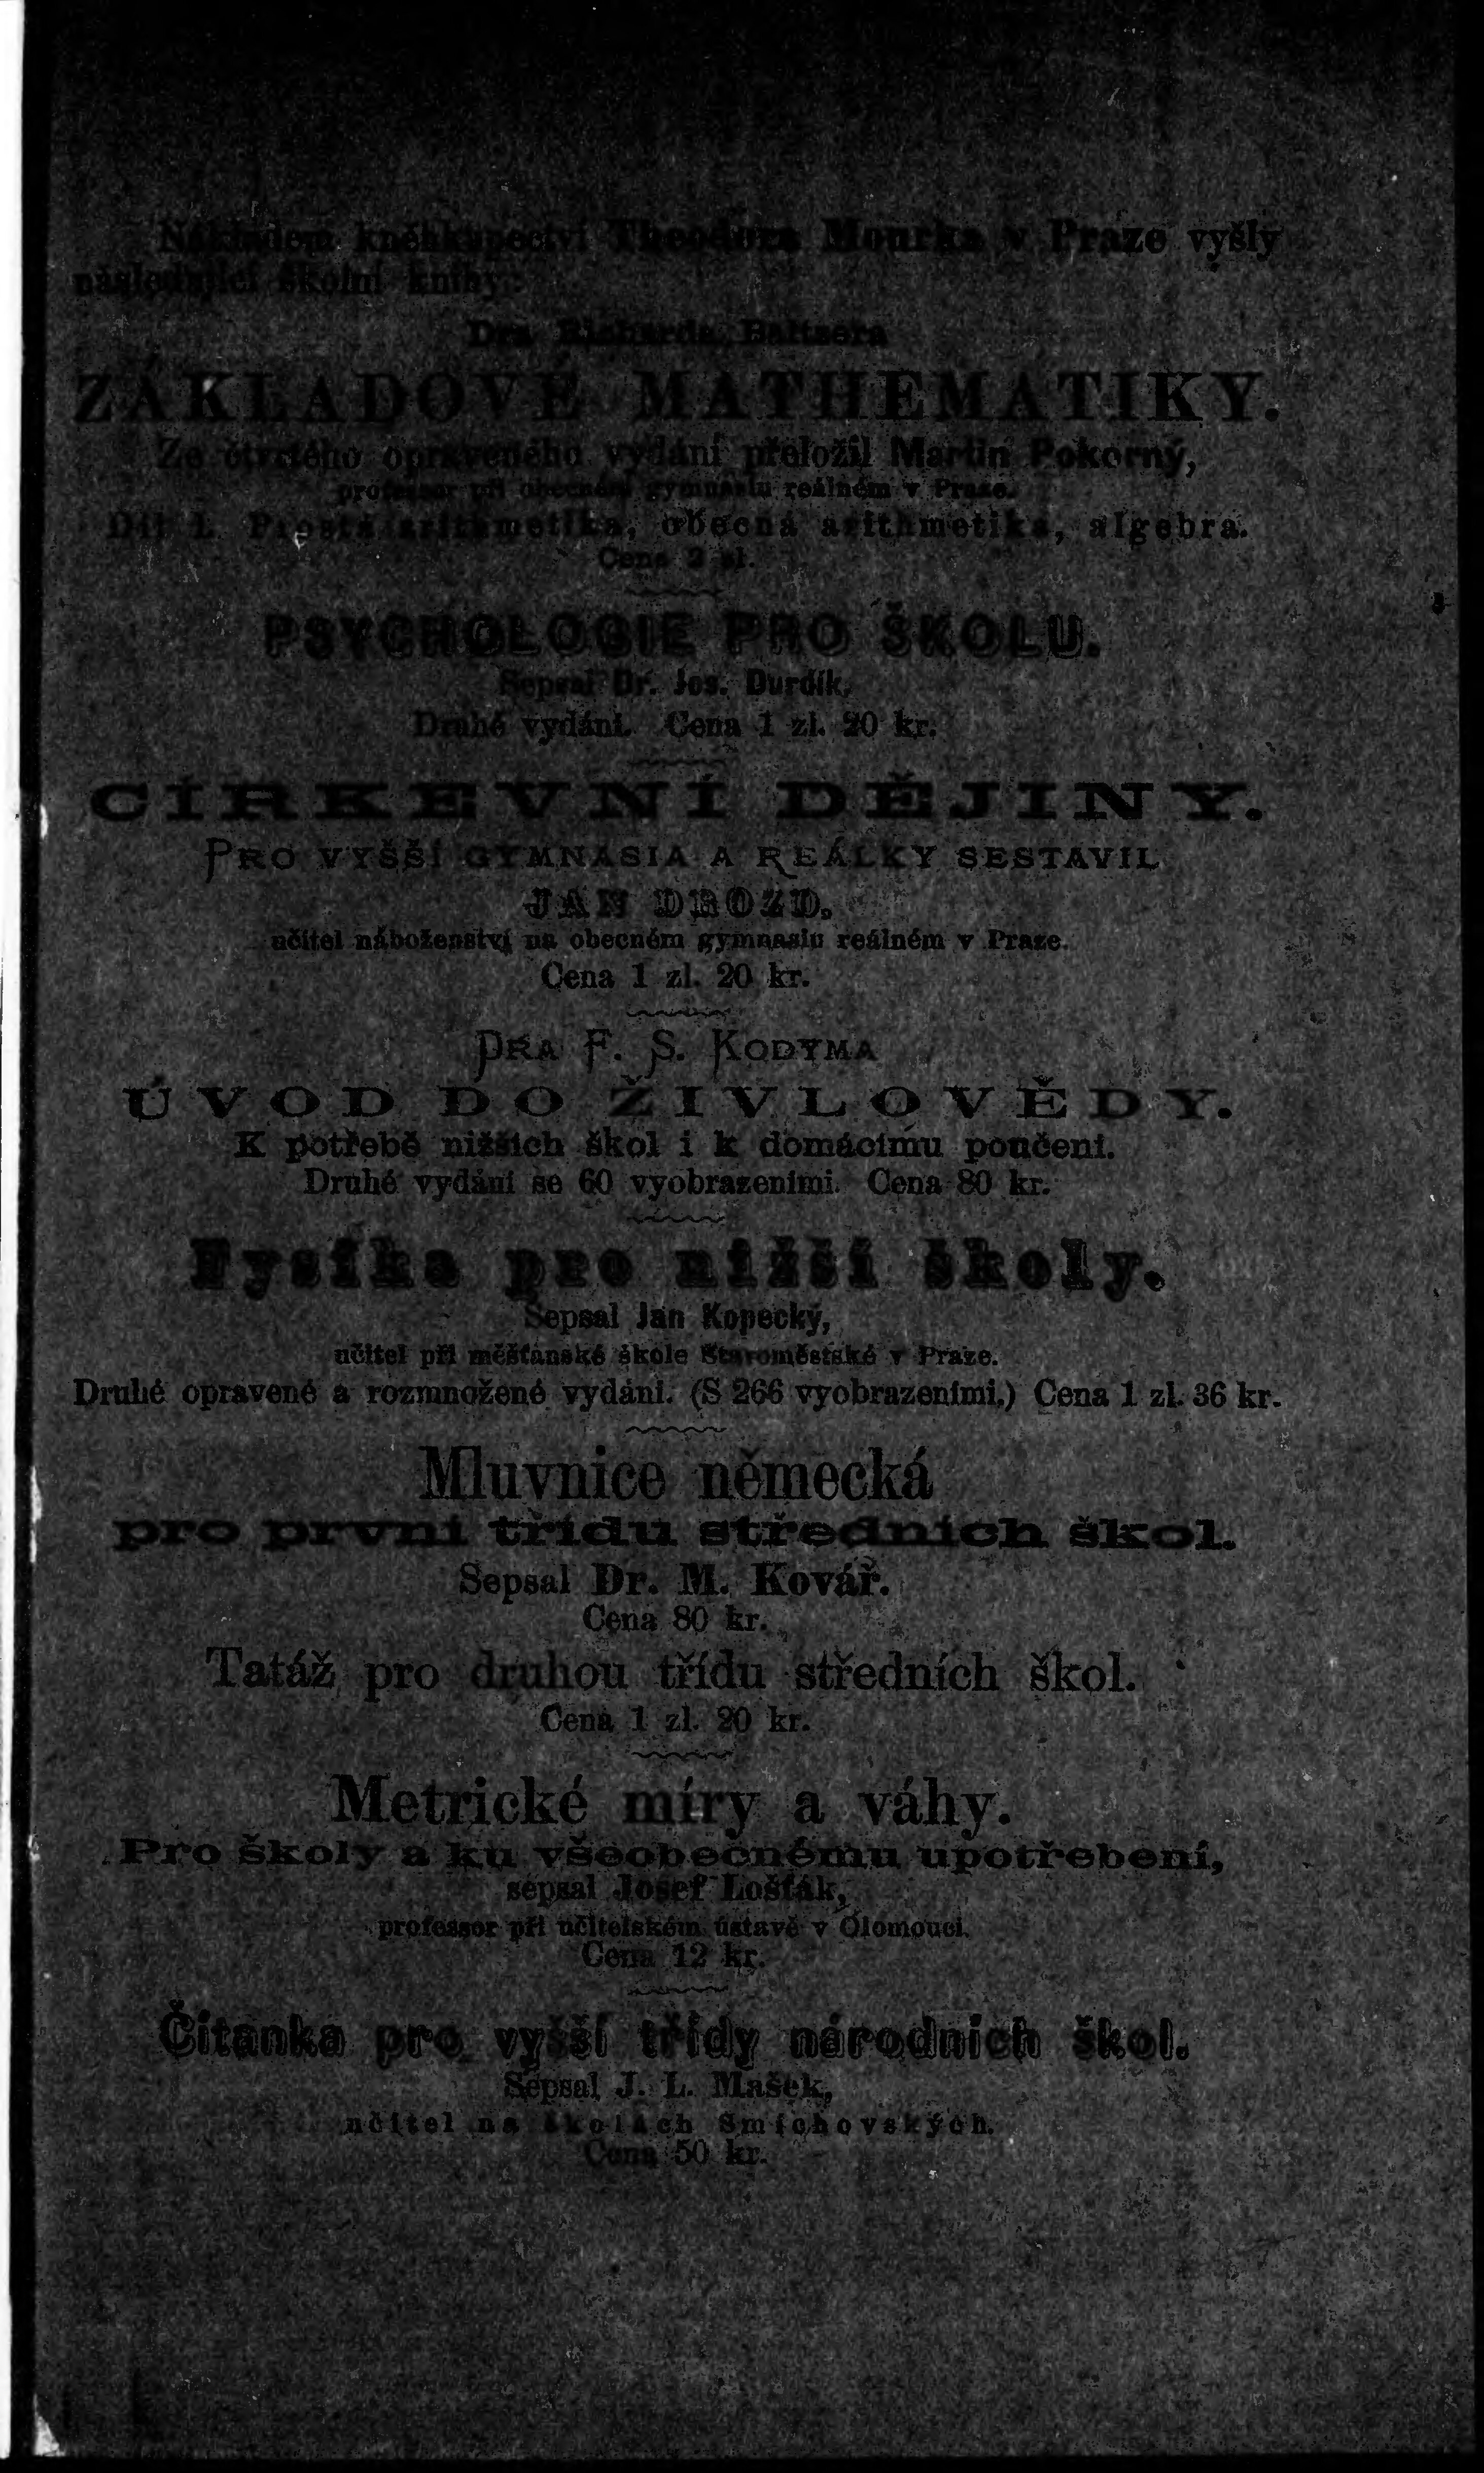 Nákladem kněhkupectví Theodora Mourka v Praze vyšly
následující školní knihy:
Dra Richarda Baltzera
ZÁKLADOVÉ MATHEMATIKY.
Ze čtvrtého opraveného vydání přeložil Martin Pokorný,
professor při obecném gymnasiu reálném v Praze.
Díl I. Prostá arithmetika, obecná arithmetika, algebra.
Cena 2 zl.
PSYCHOLOGIE PRO ŠKOLU.
Sepsal Dr. Jos. Durdík.
Druhé vydání. Cena 1 zl. 20 kr.
CÍRKEVNÍ DĚJINY.
PRO VYŠŠÍ GYMNASIA A REÁLKY SESTAVIL
JAN DROZD,
učitel náboženství na obecném gymnasiu reálném v Praze.
Cena 1 zl. 20 kr.
DRA F. S. KODYMA
ÚVOD DO ŽIVLOVĚDY.
K potřebě nižších škol i k domácímu poučení.
Druhé vydání se 60 vyobrazeními. Cena 80 kr.
Fysika pro nižší školy.
Sepsal Jan Kopecký,
učitel při měšťanské škole Staroměstské v Praze.
Druhé opravené a rozmnožené vydání. (S 266 vyobrazeními.) Cena 1 zl. 36 kr.
Mluvnice německá
pro první třídu středních škol.
Sepsal Dr. M. Kovář.
Cena 80 kr.
Tatáž pro druhou třídu středních škol.
Cena 1 zl. 20 kr.
Metrické míry a váhy.
Pro školy a ku všeobecnému upotřebení,
sepsal Josef Lošťák,
professor při učitelském ústavě v Olomouci.
Cena 12 kr.
Čítanka pro vyšší třídy národních škol.
Sepsal J. L. Mašek,
učitel na školách Smíchovských.
Cena 50 kr.